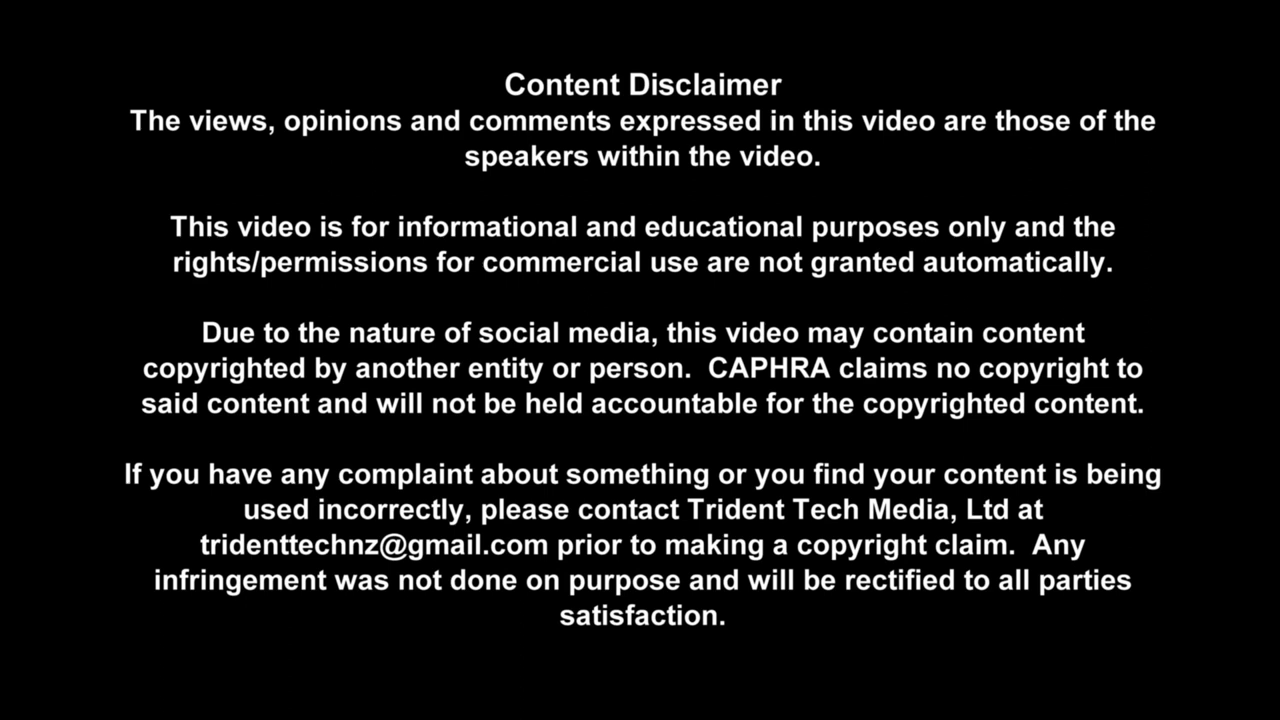 Content Disclaimer
The views, opinions and comments expressed in this video are those of the
speakers within the video.
This video is for informational and educational purposes only and the
rights/permissions for commercial use are not granted automatically.
Due to the nature of social media, this video may contain content
copyrighted by another entity or person.  CAPHRA claims no copyright to
said content and will not be held accountable for the copyrighted content.
If you have any complaint about something or you find your content is being
used incorrectly, please contact Trident Tech Media, Ltd at
tridenttechnz@gmail.com prior to making a copyright claim.  Any
infringement was not done on purpose and will be rectified to all parties
satisfaction.